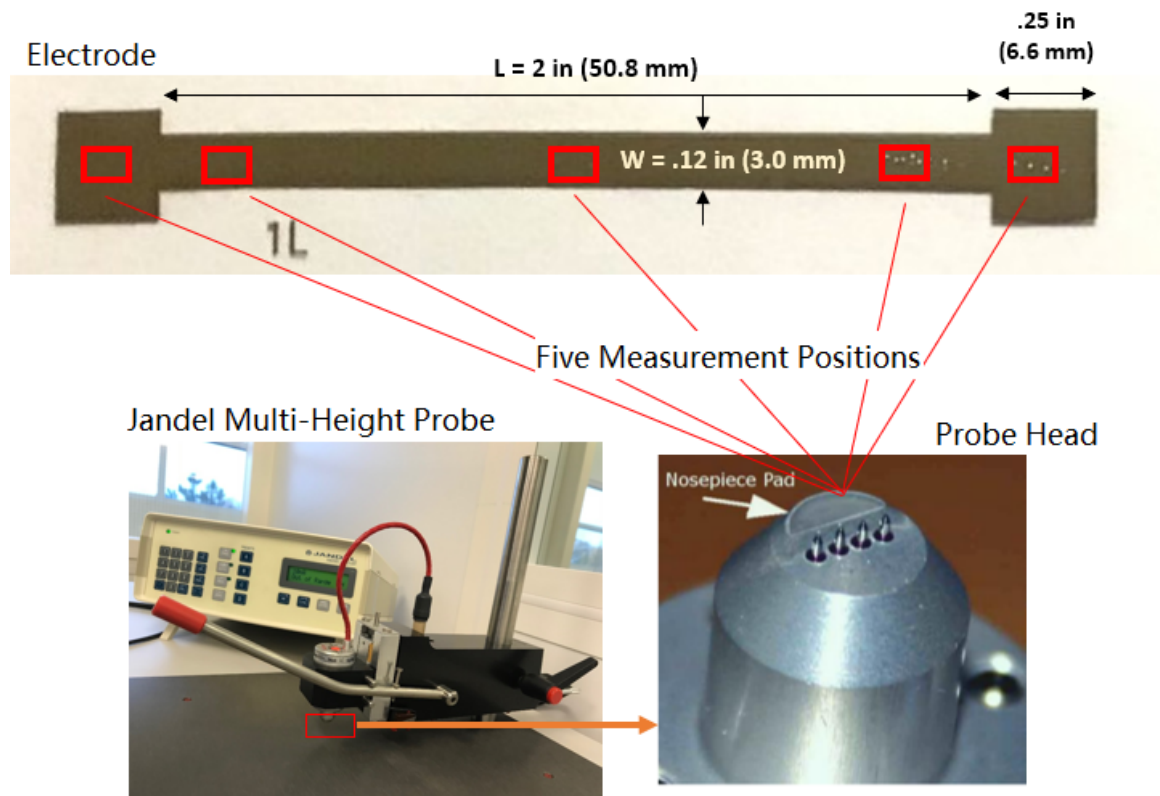 Electrode
L = 2 in (50.8 mm)
.25 in
(6.6 mm)
W = .12 in (3.0 mm)
1L
Five Measurement Positions
Jandel Multi-Height Probe
Probe Head
Nosepiece Pad
JANDEL